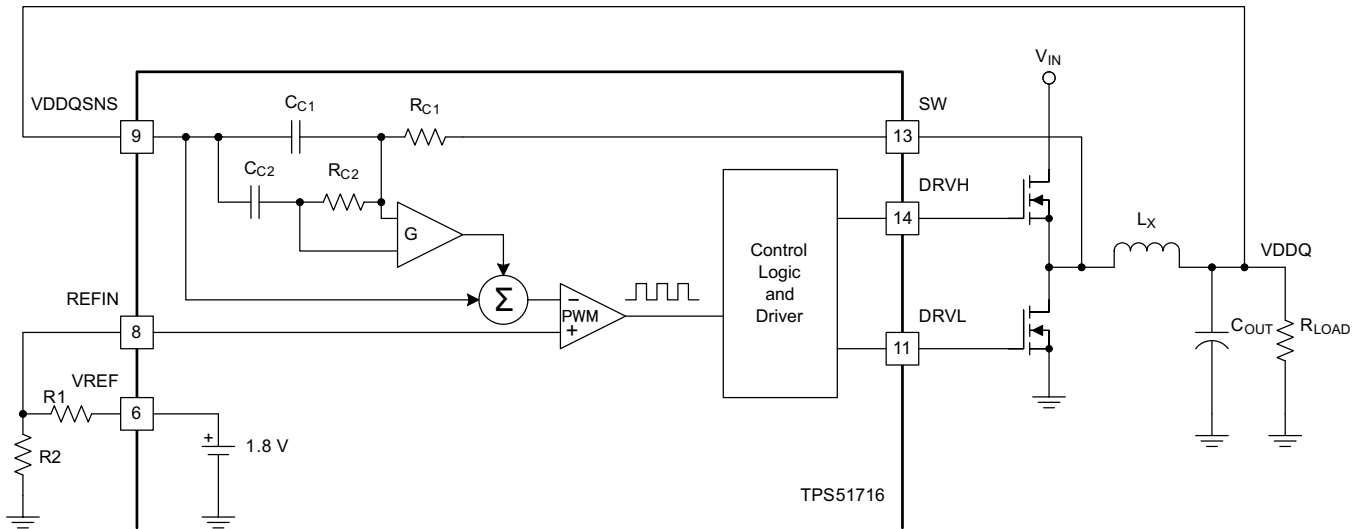 VIN
VDDQSNS
CC1
RC1
SW
9
13
CC2
RC2
DRVH
14
G
Control
Logic
and
Driver
LX
VDDQ
Σ
REFIN
−
PWM
+
8
DRVL
11
COUT
RLOAD
VREF
R1
6
R2
+
1.8 V
TPS51716